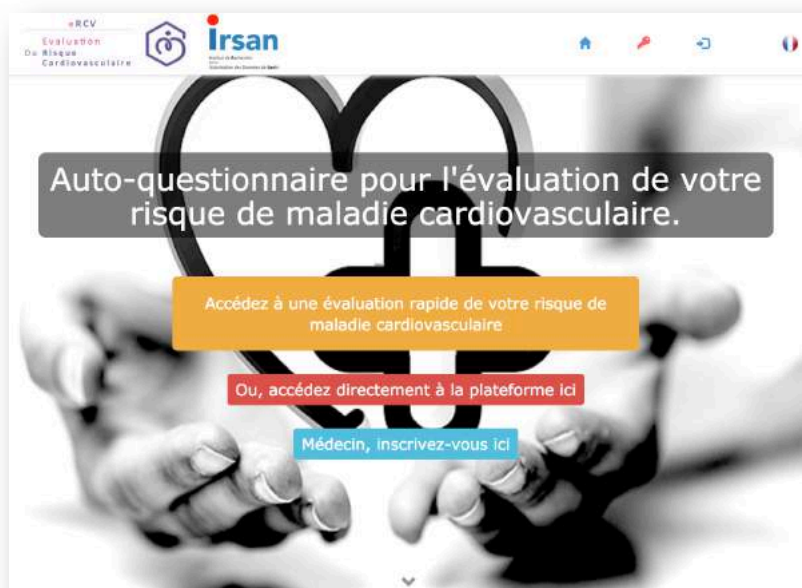 eRCV
Evaluation
Du Risque
Cardiovasculaire
irsan
Auto-questionnaire pour l'évaluation de votre
risque de maladie cardiovasculaire.
Accédez à une évaluation rapide de votre risque de
maladie cardiovasculaire
Ou, accédez directement à la plateforme ici
Médecin, inscrivez-vous ici